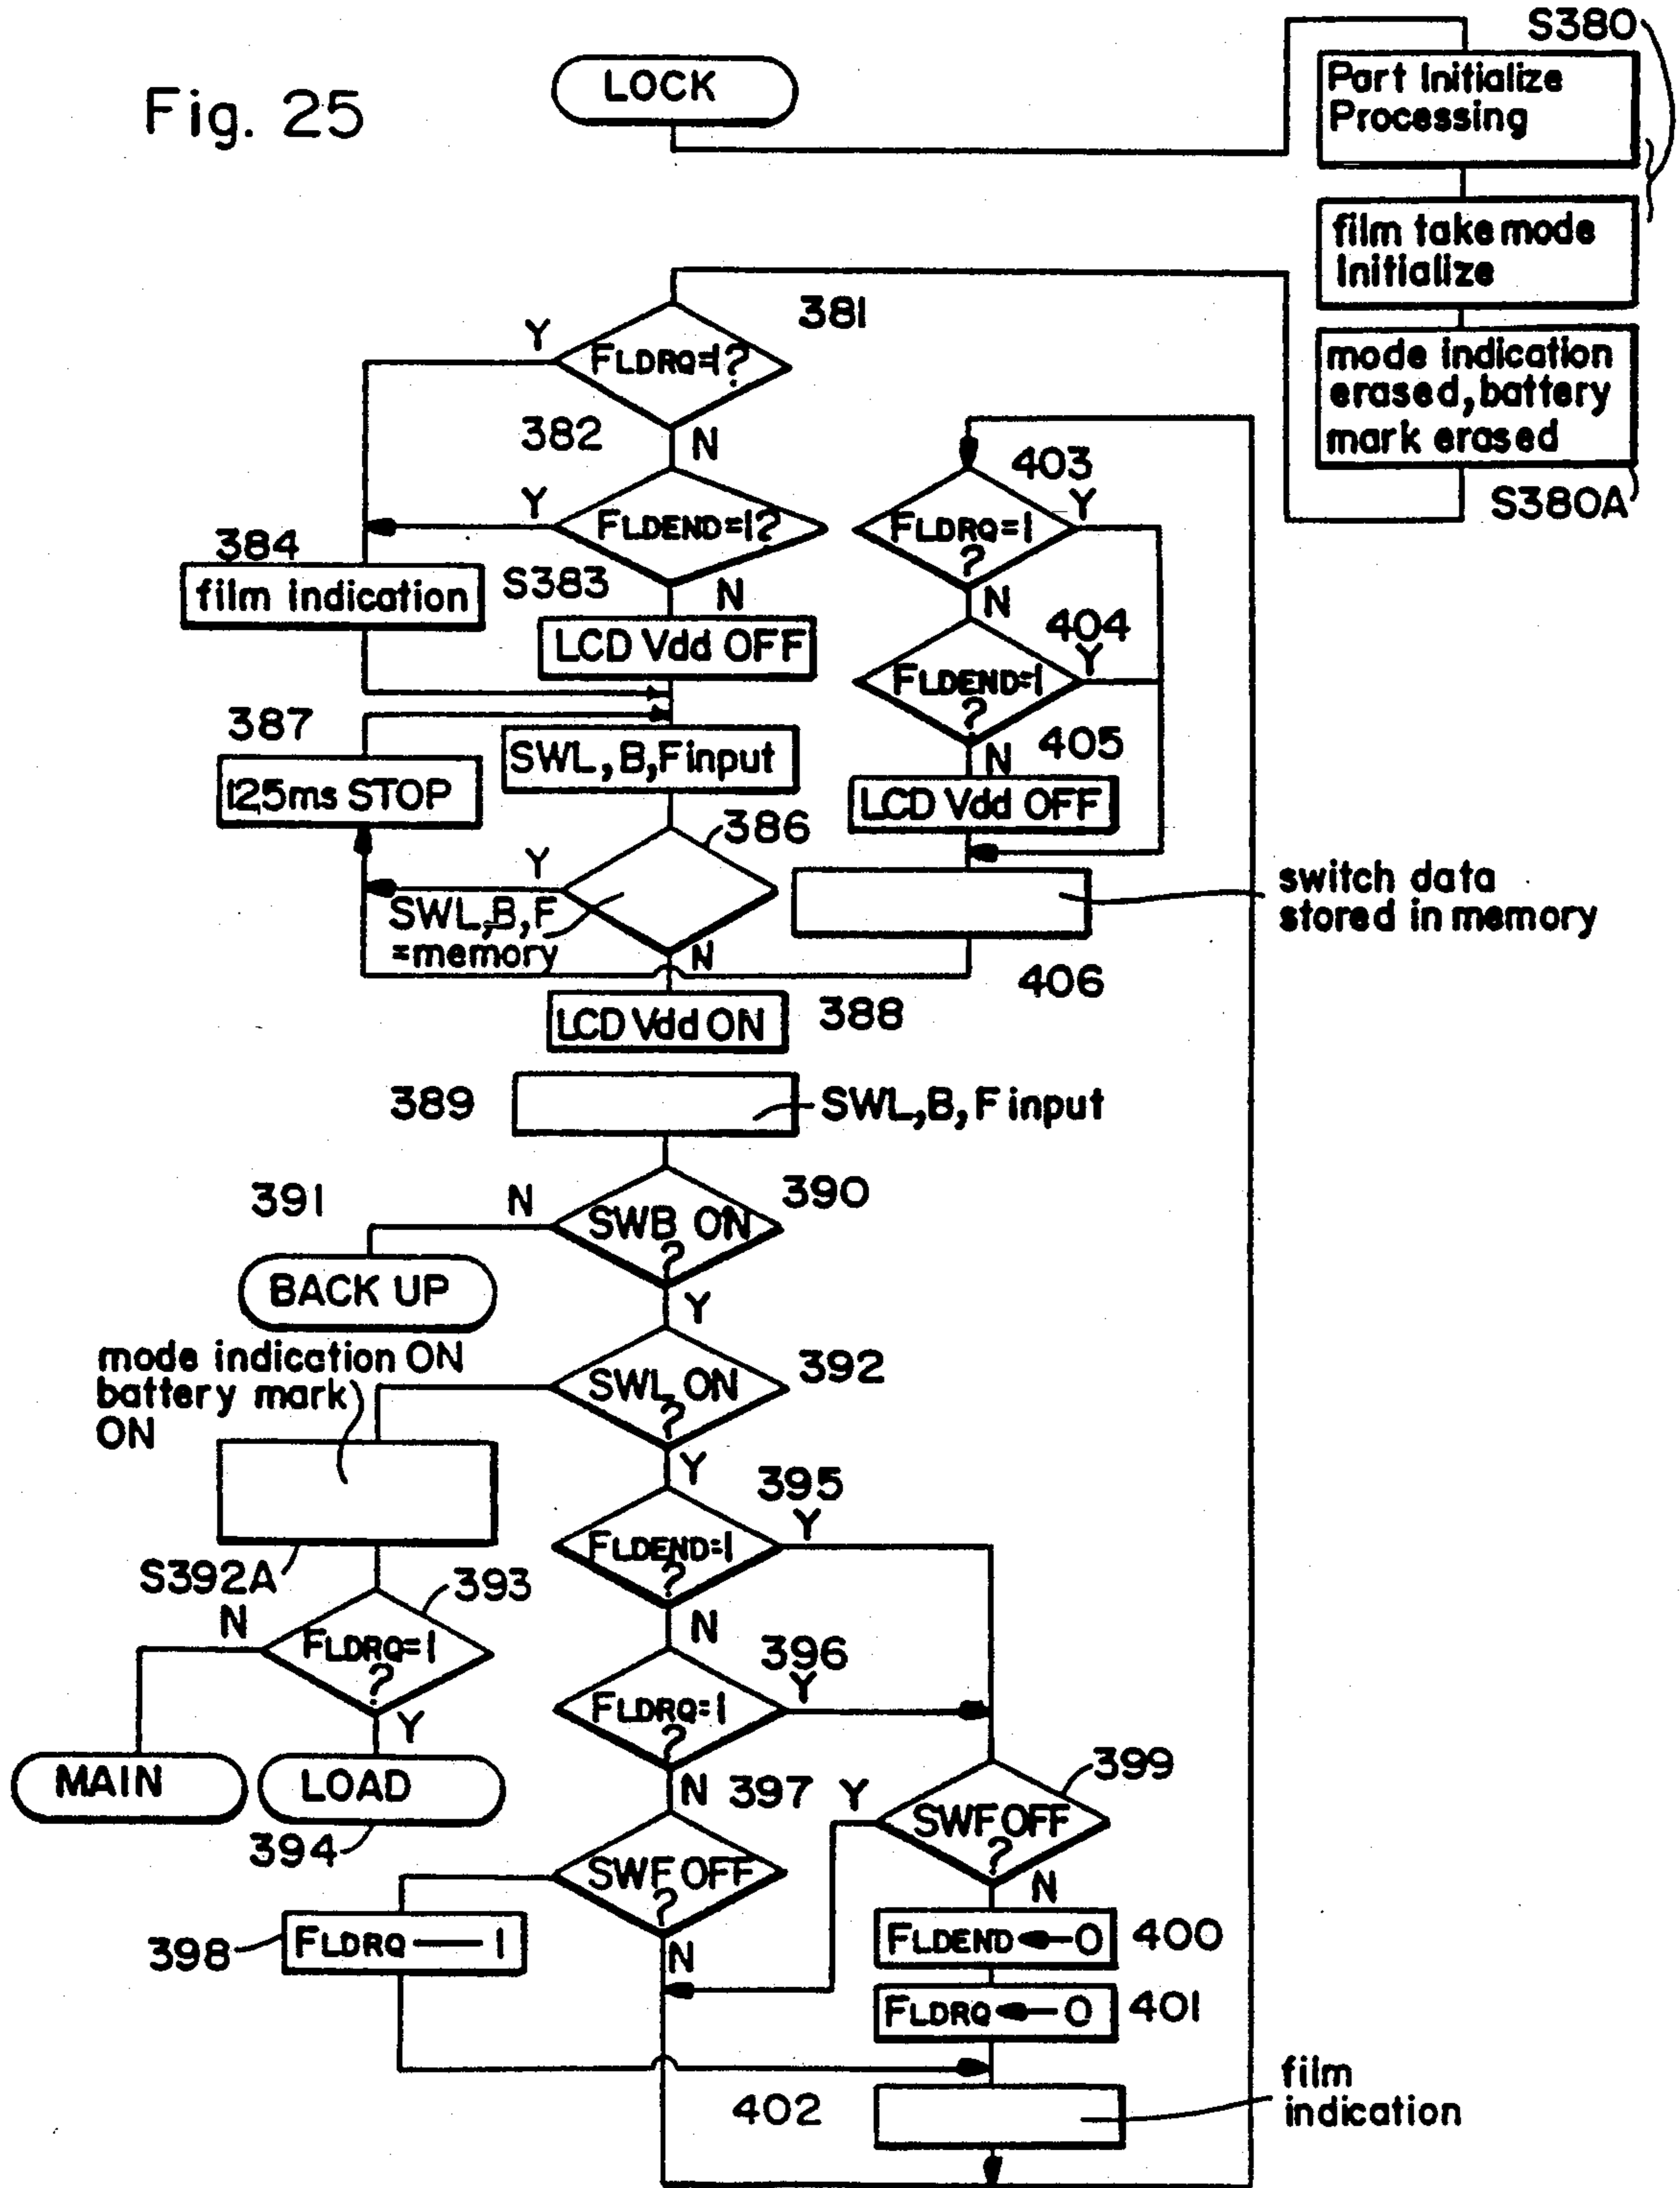 Fig. 25
LOCK
S380
Part Initialize
Processing
film take mode
Initialize
mode indication
erased, battery
mark erased
S380A
381
FLDRQ=1?
Y
N
382
FLDEND=1?
Y
N
384
film indication
S383
LCD Vdd OFF
403
FLDRQ=1
?
Y
N
404
FLDEND=1
?
Y
N
405
LCD Vdd OFF
387
125ms STOP
SWL, B, F input
386
Y
SWL, B, F
=memory
N
switch data
stored in memory
406
LCD Vdd ON
388
389
SWL, B, F input
391
N
SWB ON
?
390
Y
BACK UP
mode indication ON
battery mark
ON
SWL ON
?
392
Y
S392A
395
FLDEND=1
?
Y
N
393
N
FLDRQ=1
?
Y
396
FLDRQ=1
?
Y
N
MAIN
LOAD
394
397
SWF OFF
?
N
399
Y
SWF OFF
?
N
398
FLDRQ — 1
FLDEND ← 0
400
FLDRQ ← 0
401
402
film
indication